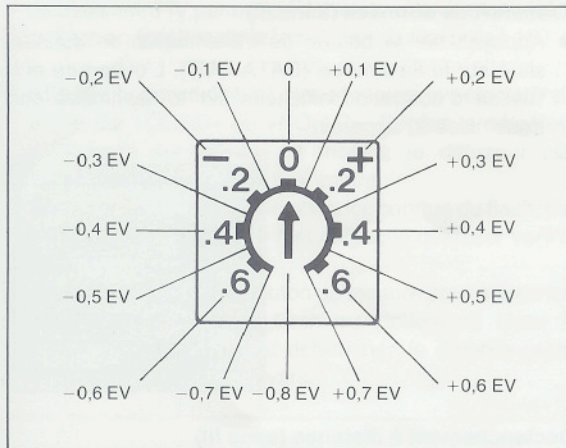 -0,2 EV -0,1 EV 0 +0,1 EV +0,2 EV
- 0 +
.2 .2
-0,3 EV +0,3 EV
-0,4 EV .4 .4 +0,4 EV
.6 .6
-0,5 EV +0,5 EV
-0,6 EV -0,7 EV -0,8 EV +0,7 EV +0,6 EV